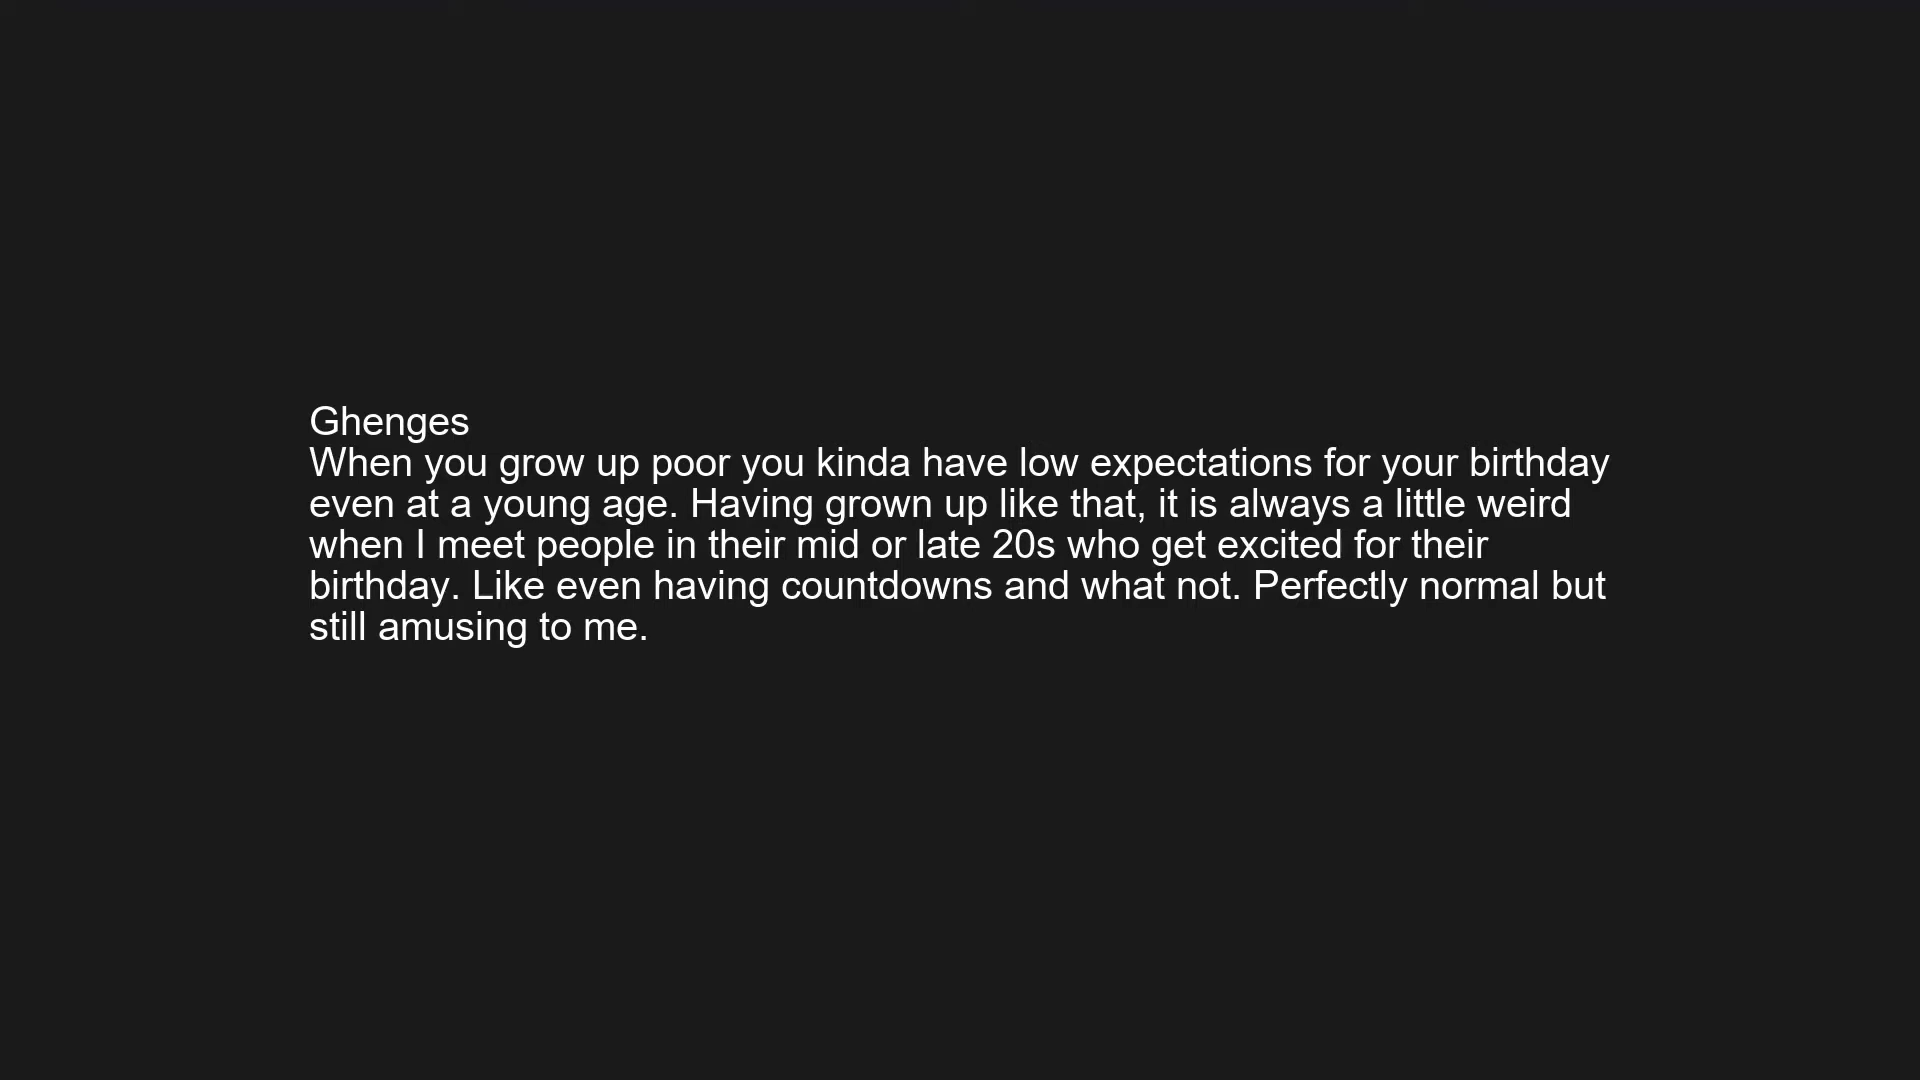 Ghenges
When you grow up poor you kinda have low expectations for your birthday
even at a young age. Having grown up like that, it is always a little weird
when I meet people in their mid or late 20s who get excited for their
birthday. Like even having countdowns and what not. Perfectly normal but
still amusing to me.